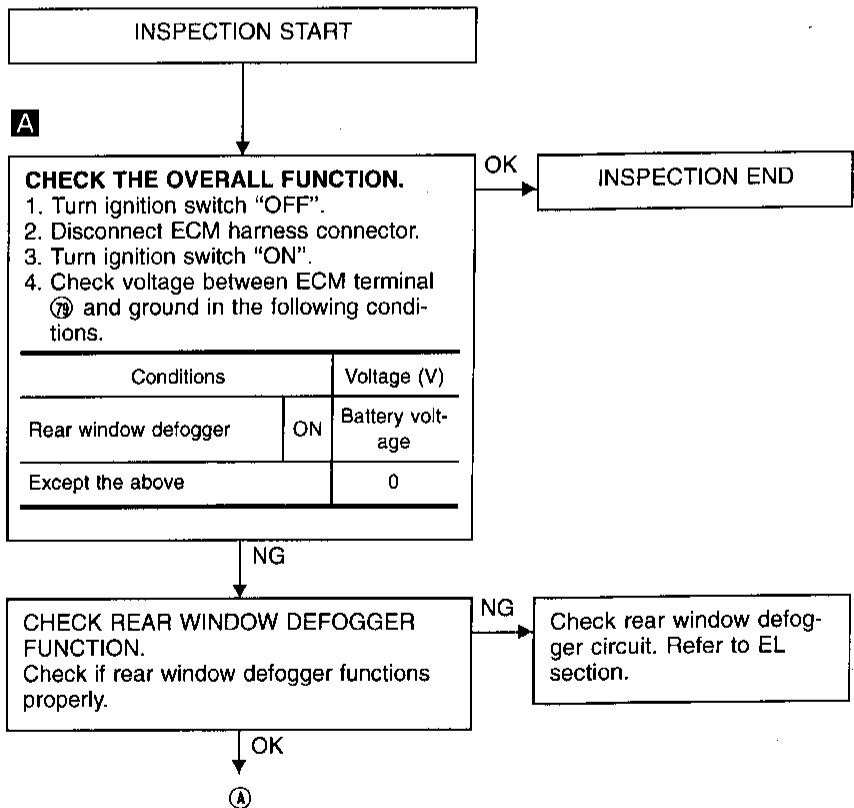 INSPECTION START
A
CHECK THE OVERALL FUNCTION.
1. Turn ignition switch “OFF”.
2. Disconnect ECM harness connector.
3. Turn ignition switch “ON”.
4. Check voltage between ECM terminal
79 and ground in the following condi-
tions.
Conditions Voltage (V)
Rear window defogger ON Battery volt-
age
Except the above 0
OK
INSPECTION END
NG
CHECK REAR WINDOW DEFOGGER
FUNCTION.
Check if rear window defogger functions
properly.
NG
Check rear window defog-
ger circuit. Refer to EL
section.
OK
Ⓐ